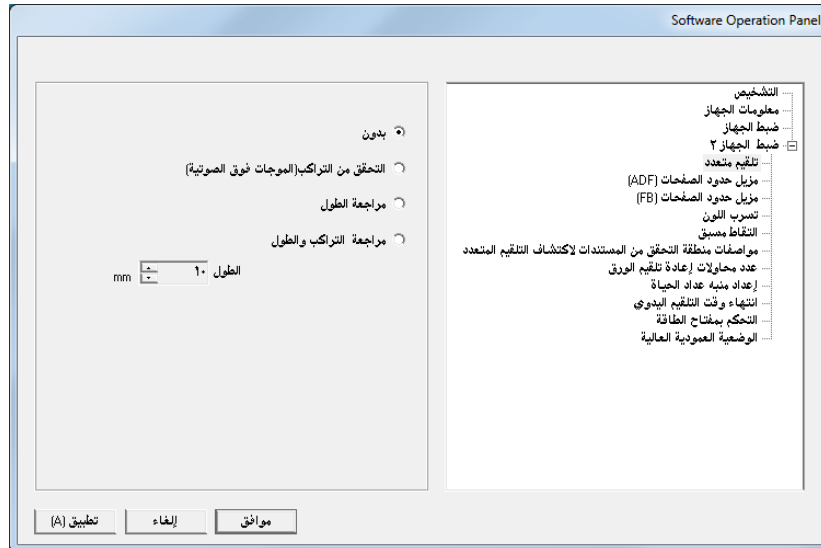 Software Operation Panel
التشخيص
معلومات الجهاز
ضبط الجهاز
ضبط الجهاز ٢
تلقيم متعدد
مزيل حدود الصفحات (ADF)
مزيل حدود الصفحات (FB)
تسرب اللون
التقاط مسبق
مواصفات منطقة التحقق من المستندات لاكتشاف التلقيم المتعدد
عدد محاولات إعادة تلقيم الورق
إعداد منبه عداد الحياة
انتهاء وقت التلقيم اليدوي
التحكم بمفتاح الطاقة
الوضعية العمودية العالية
بدون
التحقق من التراكب(الموجات فوق الصوتية)
مراجعة الطول
مراجعة التراكب والطول
الطول ١٠ mm
موافق
إلغاء
تطبيق (A)